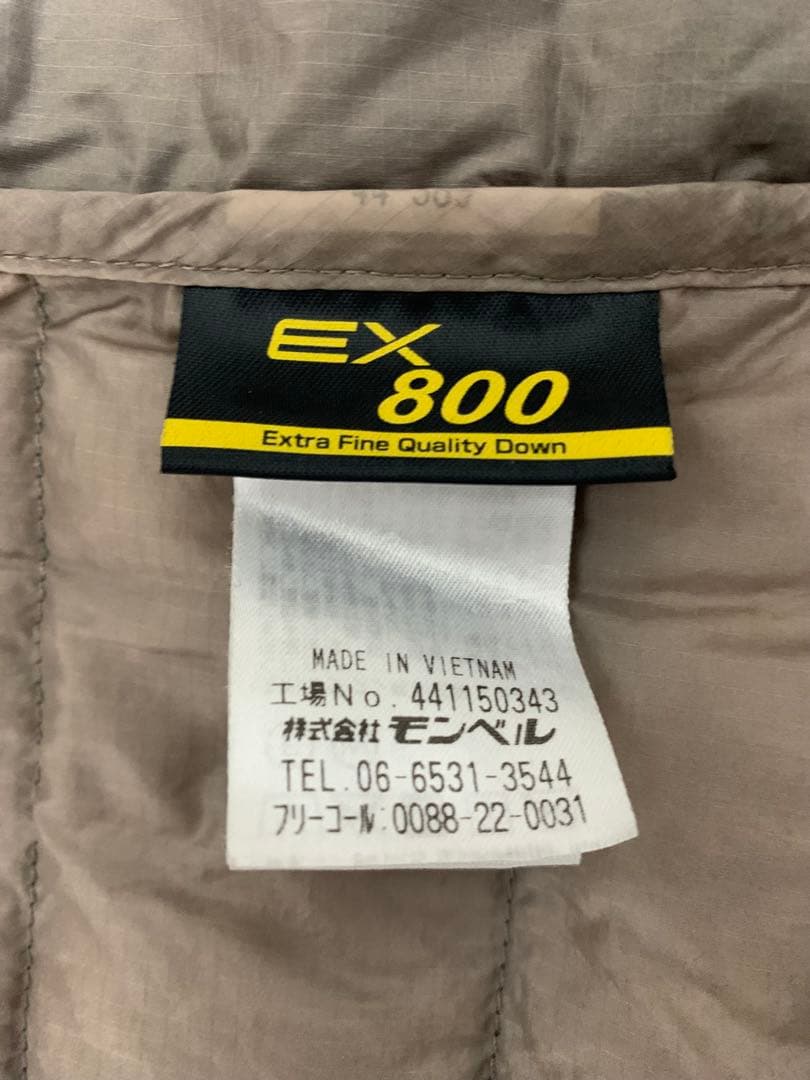 EX
800
Extra Fine Quality Down
MADE IN VIETNAM
工場No. 441150343
株式会社モンベル
TEL.06-6531-3544
フリーコール:0088-22-0031